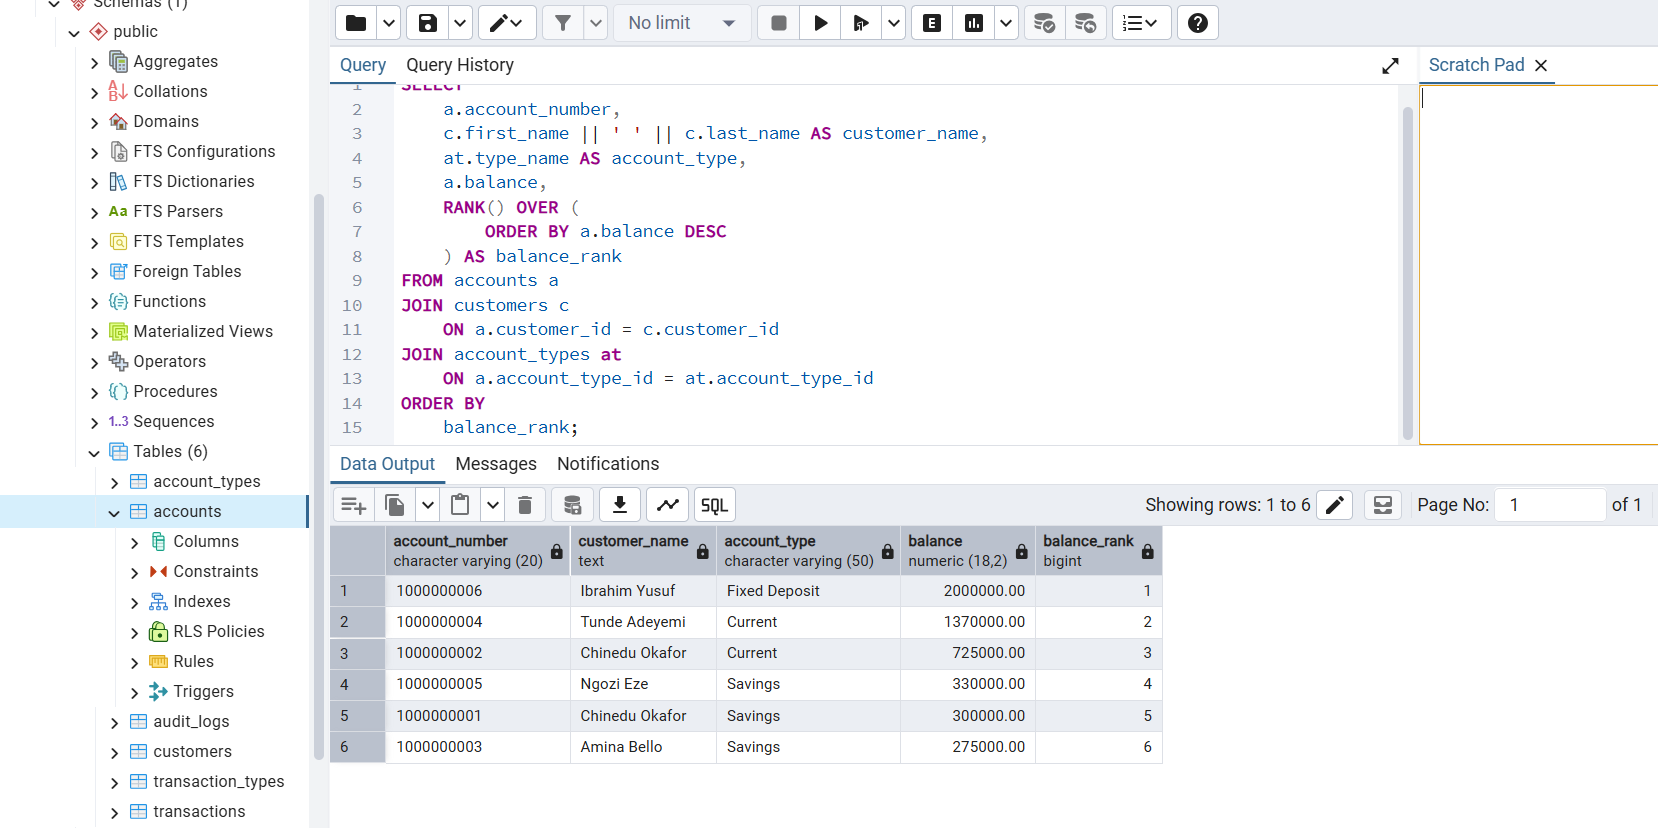 Schemas (1)
public
Aggregates
Collations
Domains
FTS Configurations
FTS Dictionaries
Aa FTS Parsers
FTS Templates
Foreign Tables
Functions
Materialized Views
Operators
Procedures
1..3 Sequences
Tables (6)
account_types
accounts
Columns
Constraints
Indexes
RLS Policies
Rules
Triggers
audit_logs
customers
transaction_types
transactions
No limit
E
Query Query History
Scratch Pad
1 SELECT
2 a.account_number,
3 c.first_name || ' ' || c.last_name AS customer_name,
4 at.type_name AS account_type,
5 a.balance,
6 RANK() OVER (
7 ORDER BY a.balance DESC
8 ) AS balance_rank
9 FROM accounts a
10 JOIN customers c
11 ON a.customer_id = c.customer_id
12 JOIN account_types at
13 ON a.account_type_id = at.account_type_id
14 ORDER BY
15 balance_rank;
Data Output Messages Notifications
SQL Showing rows: 1 to 6 Page No: 1 of 1
account_number customer_name account_type balance balance_rank
character varying (20) text character varying (50) numeric (18,2) bigint
1 1000000006 Ibrahim Yusuf Fixed Deposit 2000000.00 1
2 1000000004 Tunde Adeyemi Current 1370000.00 2
3 1000000002 Chinedu Okafor Current 725000.00 3
4 1000000005 Ngozi Eze Savings 330000.00 4
5 1000000001 Chinedu Okafor Savings 300000.00 5
6 1000000003 Amina Bello Savings 275000.00 6